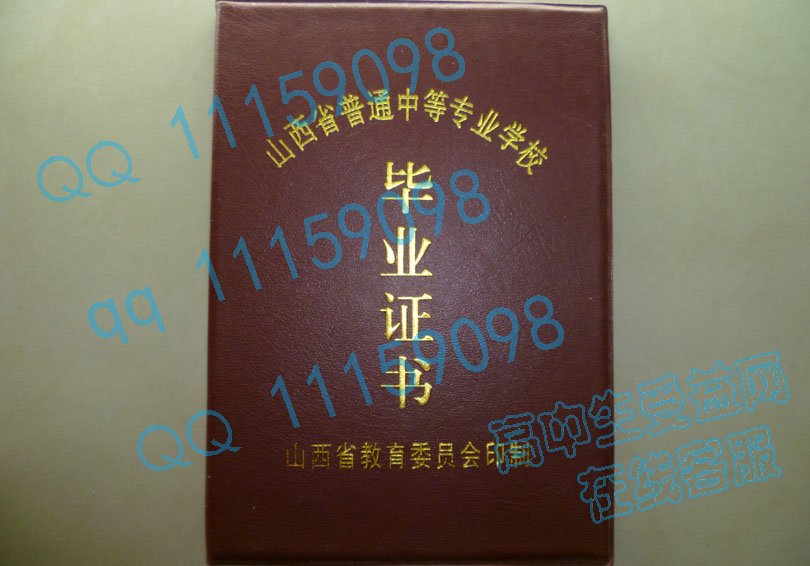 山西省普通中等专业学校
毕业证书
山西省教育委员会印制
QQ 11159098
qq 11159098
QQ 11159098
高中生受益网
在线客服